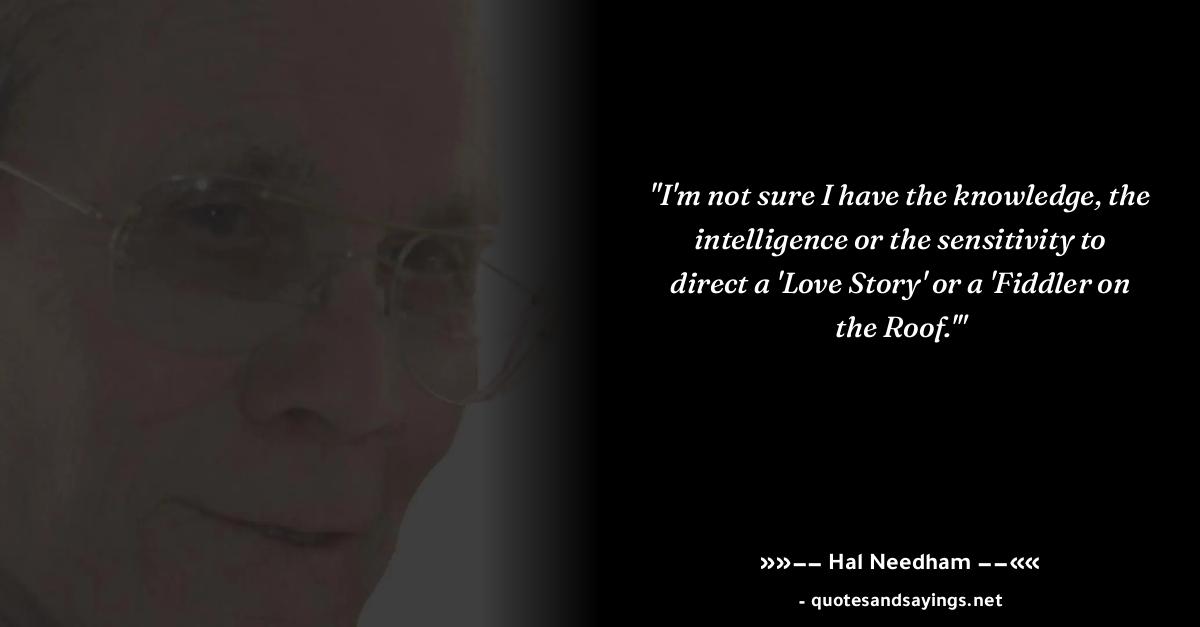 "I'm not sure I have the knowledge, the
intelligence or the sensitivity to
direct a 'Love Story' or a 'Fiddler on
the Roof.'"
»»−− Hal Needham −−««
- quotesandsayings.net